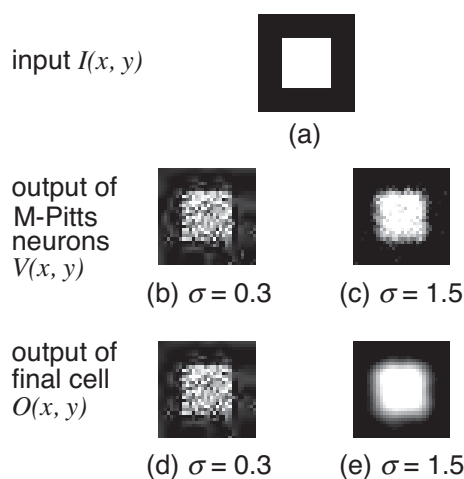 input I(x, y)
(a)
output of
M-Pitts
neurons
V(x, y)
(b) σ = 0.3
(c) σ = 1.5
output of
final cell
O(x, y)
(d) σ = 0.3
(e) σ = 1.5